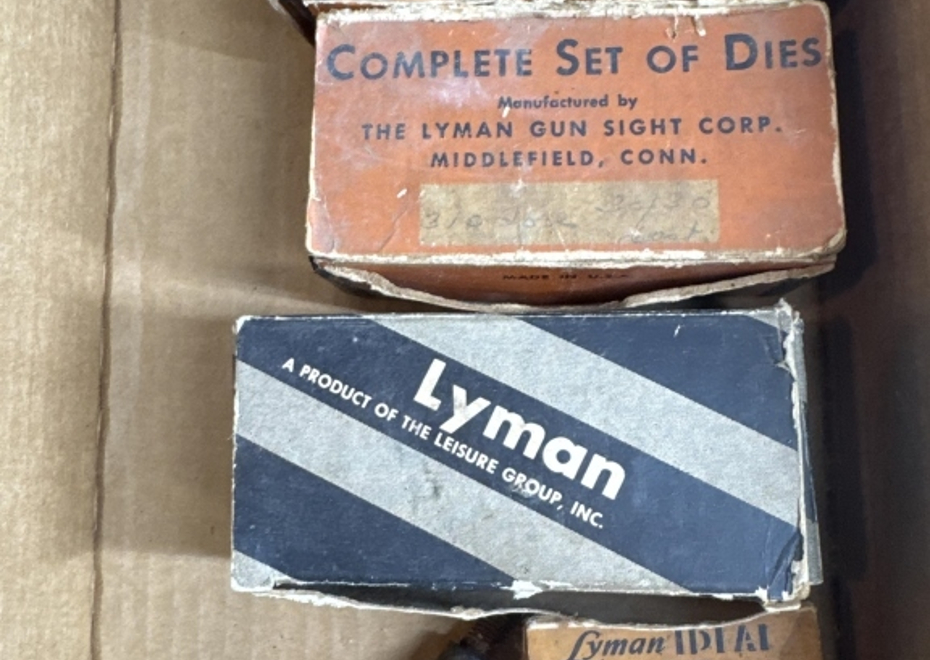 COMPLETE SET OF DIES
Manufactured by
THE LYMAN GUN SIGHT CORP.
MIDDLEFIELD, CONN.
MADE IN U.S.A.
Lyman
A PRODUCT OF THE LEISURE GROUP, INC.
Lyman IDEAL